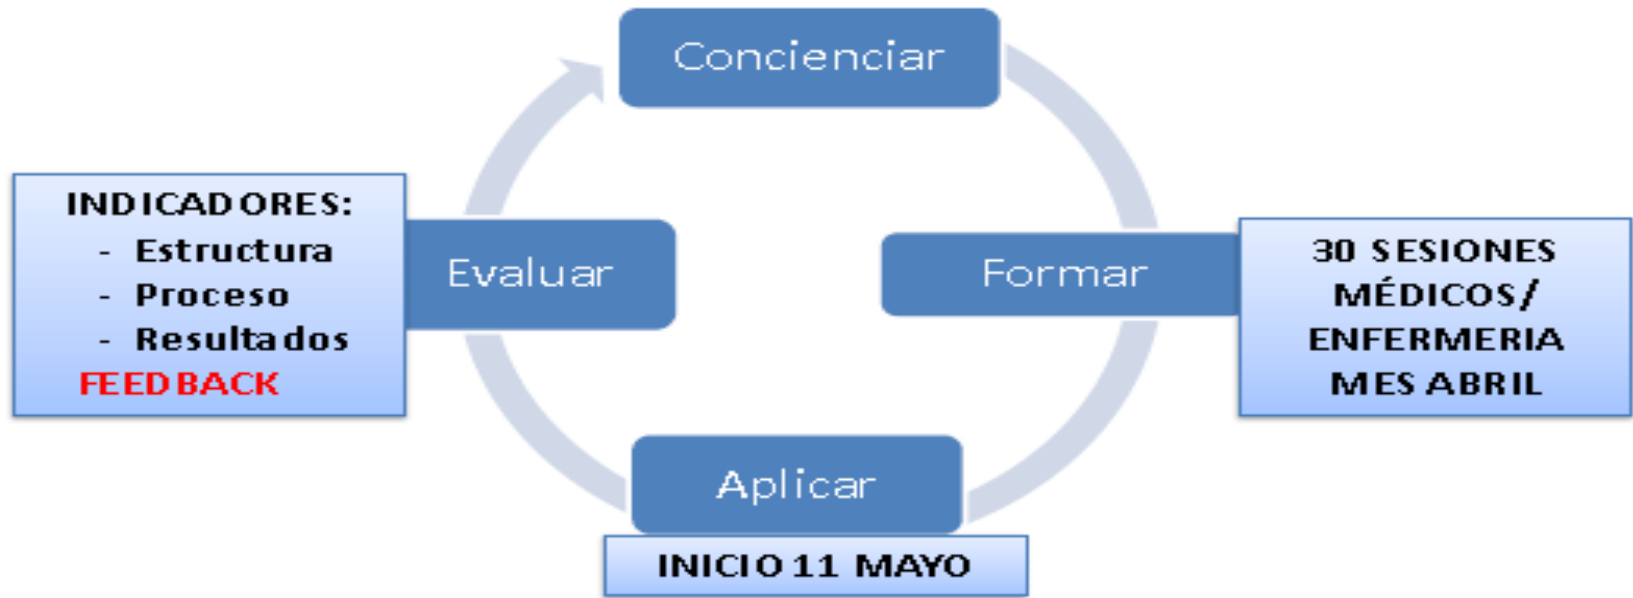 Concienciar
INDICADORES:
- Estructura
- Proceso
- Resultados
FEEDBACK
Evaluar
Formar
30 SESIONES
MÉDICOS/
ENFERMERIA
MES ABRIL
Aplicar
INICIO 11 MAYO